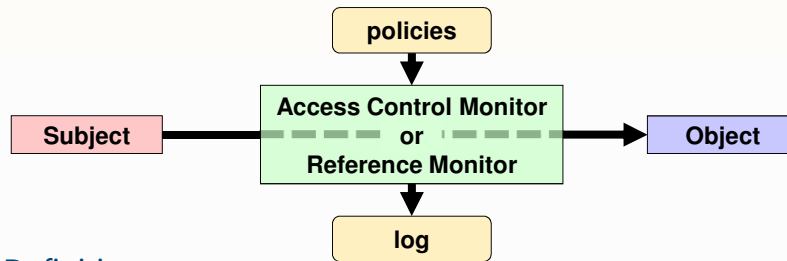 policies
Access Control Monitor
Subject
or
Object
Reference Monitor
log